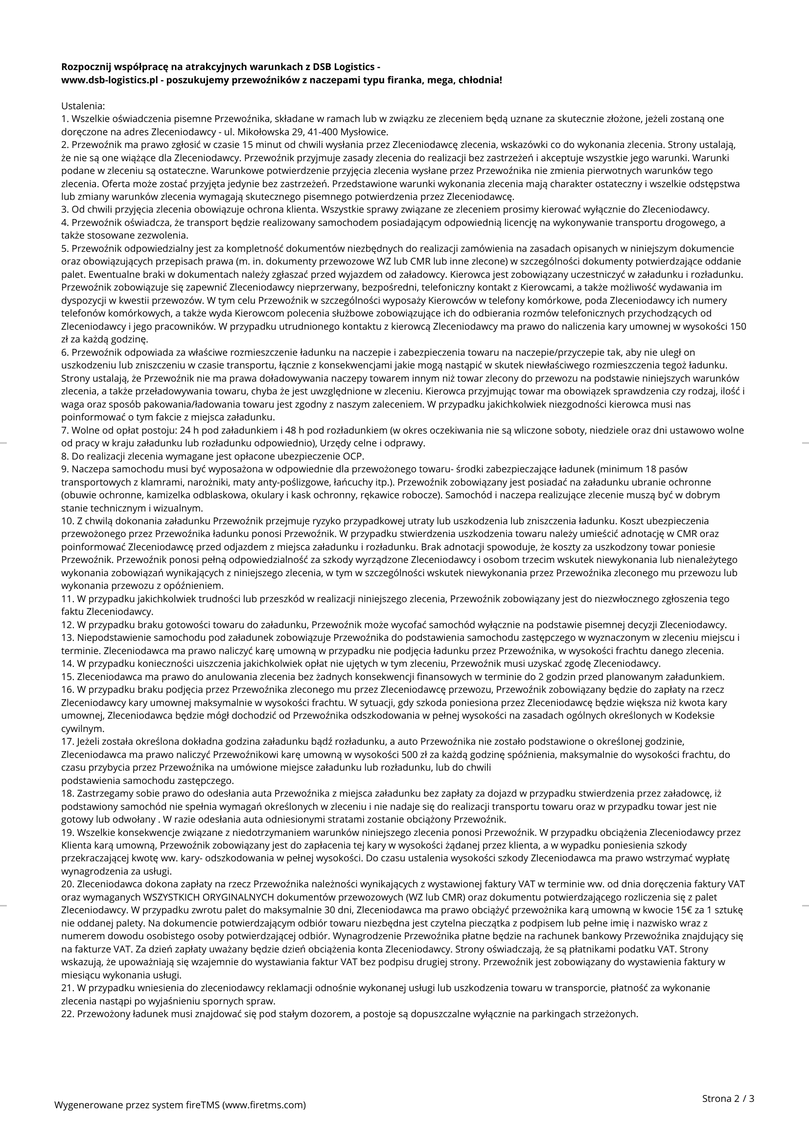 Rozpocznij współpracę na atrakcyjnych warunkach z DSB Logistics -
www.dsb-logistics.pl - poszukujemy przewoźników z naczepami typu firanka, mega, chłodnia!
Ustalenia:
1. Wszelkie oświadczenia pisemne Przewoźnika, składane w ramach lub w związku ze zleceniem będą uznane za skutecznie złożone, jeżeli zostaną one
doręczone na adres Zleceniodawcy - ul. Mikołowska 29, 41-400 Mysłowice.
2. Przewoźnik ma prawo zgłosić w czasie 15 minut od chwili wysłania przez Zleceniodawcę zlecenia, wskazówki co do wykonania zlecenia. Strony ustalają,
że nie są one wiążące dla Zleceniodawcy. Przewoźnik przyjmuje zasady zlecenia do realizacji bez zastrzeżeń i akceptuje wszystkie jego warunki. Warunki
podane w zleceniu są ostateczne. Warunkowe potwierdzenie przyjęcia zlecenia wysłane przez Przewoźnika nie zmienia pierwotnych warunków tego
zlecenia. Oferta może zostać przyjęta jedynie bez zastrzeżeń. Przedstawione warunki wykonania zlecenia mają charakter ostateczny i wszelkie odstępstwa
lub zmiany warunków zlecenia wymagają skutecznego pisemnego potwierdzenia przez Zleceniodawcę.
3. Od chwili przyjęcia zlecenia obowiązuje ochrona klienta. Wszystkie sprawy związane ze zleceniem prosimy kierować wyłącznie do Zleceniodawcy.
4. Przewoźnik oświadcza, że transport będzie realizowany samochodem posiadającym odpowiednią licencję na wykonywanie transportu drogowego, a
także stosowane zezwolenia.
5. Przewoźnik odpowiedzialny jest za kompletność dokumentów niezbędnych do realizacji zamówienia na zasadach opisanych w niniejszym dokumencie
oraz obowiązujących przepisach prawa (m. in. dokumenty przewozowe WZ lub CMR lub inne zlecone) w szczególności dokumenty potwierdzające oddanie
palet. Ewentualne braki w dokumentach należy zgłaszać przed wyjazdem od załadowcy. Kierowca jest zobowiązany uczestniczyć w załadunku i rozładunku.
Przewoźnik zobowiązuje się zapewnić Zleceniodawcy nieprzerwany, bezpośredni, telefoniczny kontakt z Kierowcami, a także możliwość wydawania im
dyspozycji w kwestii przewozów. W tym celu Przewoźnik w szczególności wyposaży Kierowców w telefony komórkowe, poda Zleceniodawcy ich numery
telefonów komórkowych, a także wyda Kierowcom polecenia służbowe zobowiązujące ich do odbierania rozmów telefonicznych przychodzących od
Zleceniodawcy i jego pracowników. W przypadku utrudnionego kontaktu z kierowcą Zleceniodawcy ma prawo do naliczenia kary umownej w wysokości 150
zł za każdą godzinę.
6. Przewoźnik odpowiada za właściwe rozmieszczenie ładunku na naczepie i zabezpieczenia towaru na naczepie/przyczepie tak, aby nie uległ on
uszkodzeniu lub zniszczeniu w czasie transportu, łącznie z konsekwencjami jakie mogą nastąpić w skutek niewłaściwego rozmieszczenia tegoż ładunku.
Strony ustalają, że Przewoźnik nie ma prawa doładowywania naczepy towarem innym niż towar zlecony do przewozu na podstawie niniejszych warunków
zlecenia, a także przeładowywania towaru, chyba że jest uwzględnione w zleceniu. Kierowca przyjmując towar ma obowiązek sprawdzenia czy rodzaj, ilość i
waga oraz sposób pakowania/ładowania towaru jest zgodny z naszym zaleceniem. W przypadku jakichkolwiek niezgodności kierowca musi nas
poinformować o tym fakcie z miejsca załadunku.
7. Wolne od opłat postoju: 24 h pod załadunkiem i 48 h pod rozładunkiem (w okres oczekiwania nie są wliczone soboty, niedziele oraz dni ustawowo wolne
od pracy w kraju załadunku lub rozładunku odpowiednio), Urzędy celne i odprawy.
8. Do realizacji zlecenia wymagane jest opłacone ubezpieczenie OCP.
9. Naczepa samochodu musi być wyposażona w odpowiednie dla przewożonego towaru- środki zabezpieczające ładunek (minimum 18 pasów
transportowych z klamrami, narożniki, maty anty-poślizgowe, łańcuchy itp.). Przewoźnik zobowiązany jest posiadać na załadunku ubranie ochronne
(obuwie ochronne, kamizelka odblaskowa, okulary i kask ochronny, rękawice robocze). Samochód i naczepa realizujące zlecenie muszą być w dobrym
stanie technicznym i wizualnym.
10. Z chwilą dokonania załadunku Przewoźnik przejmuje ryzyko przypadkowej utraty lub uszkodzenia lub zniszczenia ładunku. Koszt ubezpieczenia
przewożonego przez Przewoźnika ładunku ponosi Przewoźnik. W przypadku stwierdzenia uszkodzenia towaru należy umieścić adnotację w CMR oraz
poinformować Zleceniodawcę przed odjazdem z miejsca załadunku i rozładunku. Brak adnotacji spowoduje, że koszty za uszkodzony towar poniesie
Przewoźnik. Przewoźnik ponosi pełną odpowiedzialność za szkody wyrządzone Zleceniodawcy i osobom trzecim wskutek niewykonania lub nienależytego
wykonania zobowiązań wynikających z niniejszego zlecenia, w tym w szczególności wskutek niewykonania przez Przewoźnika zleconego mu przewozu lub
wykonania przewozu z opóźnieniem.
11. W przypadku jakichkolwiek trudności lub przeszkód w realizacji niniejszego zlecenia, Przewoźnik zobowiązany jest do niezwłocznego zgłoszenia tego
faktu Zleceniodawcy.
12. W przypadku braku gotowości towaru do załadunku, Przewoźnik może wycofać samochód wyłącznie na podstawie pisemnej decyzji Zleceniodawcy.
13. Niepodstawienie samochodu pod załadunek zobowiązuje Przewoźnika do podstawienia samochodu zastępczego w wyznaczonym w zleceniu miejscu i
terminie. Zleceniodawca ma prawo naliczyć karę umowną w przypadku nie podjęcia ładunku przez Przewoźnika, w wysokości frachtu danego zlecenia.
14. W przypadku konieczności uiszczenia jakichkolwiek opłat nie ujętych w tym zleceniu, Przewoźnik musi uzyskać zgodę Zleceniodawcy.
15. Zleceniodawca ma prawo do anulowania zlecenia bez żadnych konsekwencji finansowych w terminie do 2 godzin przed planowanym załadunkiem.
16. W przypadku braku podjęcia przez Przewoźnika zleconego mu przez Zleceniodawcę przewozu, Przewoźnik zobowiązany będzie do zapłaty na rzecz
Zleceniodawcy kary umownej maksymalnie w wysokości frachtu. W sytuacji, gdy szkoda poniesiona przez Zleceniodawcę będzie większa niż kwota kary
umownej, Zleceniodawca będzie mógł dochodzić od Przewoźnika odszkodowania w pełnej wysokości na zasadach ogólnych określonych w Kodeksie
cywilnym.
17. Jeżeli została określona dokładna godzina załadunku bądź rozładunku, a auto Przewoźnika nie zostało podstawione o określonej godzinie,
Zleceniodawca ma prawo naliczyć Przewoźnikowi karę umowną w wysokości 500 zł za każdą godzinę spóźnienia, maksymalnie do wysokości frachtu, do
czasu przybycia przez Przewoźnika na umówione miejsce załadunku lub rozładunku, lub do chwili
podstawienia samochodu zastępczego.
18. Zastrzegamy sobie prawo do odesłania auta Przewoźnika z miejsca załadunku bez zapłaty za dojazd w przypadku stwierdzenia przez załadowcę, iż
podstawiony samochód nie spełnia wymagań określonych w zleceniu i nie nadaje się do realizacji transportu towaru oraz w przypadku towar jest nie
gotowy lub odwołany . W razie odesłania auta odniesionymi stratami zostanie obciążony Przewoźnik.
19. Wszelkie konsekwencje związane z niedotrzymaniem warunków niniejszego zlecenia ponosi Przewoźnik. W przypadku obciążenia Zleceniodawcy przez
Klienta karą umowną, Przewoźnik zobowiązany jest do zapłacenia tej kary w wysokości żądanej przez klienta, a w wypadku poniesienia szkody
przekraczającej kwotę ww. kary- odszkodowania w pełnej wysokości. Do czasu ustalenia wysokości szkody Zleceniodawca ma prawo wstrzymać wypłatę
wynagrodzenia za usługi.
20. Zleceniodawca dokona zapłaty na rzecz Przewoźnika należności wynikających z wystawionej faktury VAT w terminie ww. od dnia doręczenia faktury VAT
oraz wymaganych WSZYSTKICH ORYGINALNYCH dokumentów przewozowych (WZ lub CMR) oraz dokumentu potwierdzającego rozliczenia się z palet
Zleceniodawcy. W przypadku zwrotu palet do maksymalnie 30 dni, Zleceniodawca ma prawo obciążyć przewoźnika karą umowną w kwocie 15€ za 1 sztukę
nie oddanej palety. Na dokumencie potwierdzającym odbiór towaru niezbędna jest czytelna pieczątka z podpisem lub pełne imię i nazwisko wraz z
numerem dowodu osobistego osoby potwierdzającej odbiór. Wynagrodzenie Przewoźnika płatne będzie na rachunek bankowy Przewoźnika znajdujący się
na fakturze VAT. Za dzień zapłaty uważany będzie dzień obciążenia konta Zleceniodawcy. Strony oświadczają, że są płatnikami podatku VAT. Strony
wskazują, że upoważniają się wzajemnie do wystawiania faktur VAT bez podpisu drugiej strony. Przewoźnik jest zobowiązany do wystawienia faktury w
miesiącu wykonania usługi.
21. W przypadku wniesienia do zleceniodawcy reklamacji odnośnie wykonanej usługi lub uszkodzenia towaru w transporcie, płatność za wykonanie
zlecenia nastąpi po wyjaśnieniu spornych spraw.
22. Przewożony ładunek musi znajdować się pod stałym dozorem, a postoje są dopuszczalne wyłącznie na parkingach strzeżonych.
Strona 2 / 3
Wygenerowane przez system fireTMS (www.firetms.com)